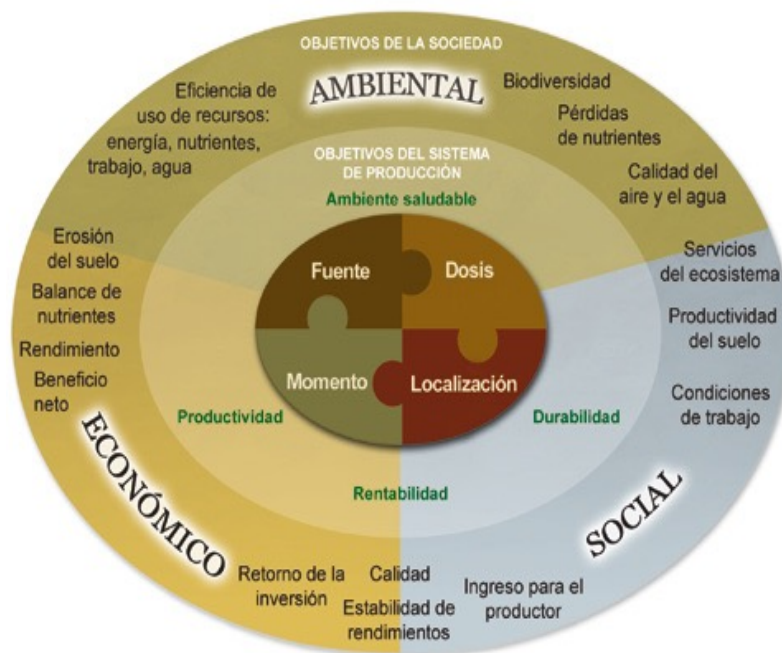 OBJETIVOS DE LA SOCIEDAD
AMBIENTAL
Eficiencia de
uso de recursos:
energía, nutrientes,
trabajo, agua
Biodiversidad
Pérdidas
de nutrientes
Calidad del
aire y el agua
OBJETIVOS DEL SISTEMA
DE PRODUCCIÓN
Ambiente saludable
Erosión
del suelo
Balance de
nutrientes
Rendimiento
Beneficio
neto
Fuente
Dosis
Momento
Localización
Servicios
del ecosistema
Productividad
del suelo
Condiciones
de trabajo
Productividad
Durabilidad
Rentabilidad
ECONÓMICO
SOCIAL
Retorno de la
inversión
Calidad
Estabilidad de
rendimientos
Ingreso para el
productor